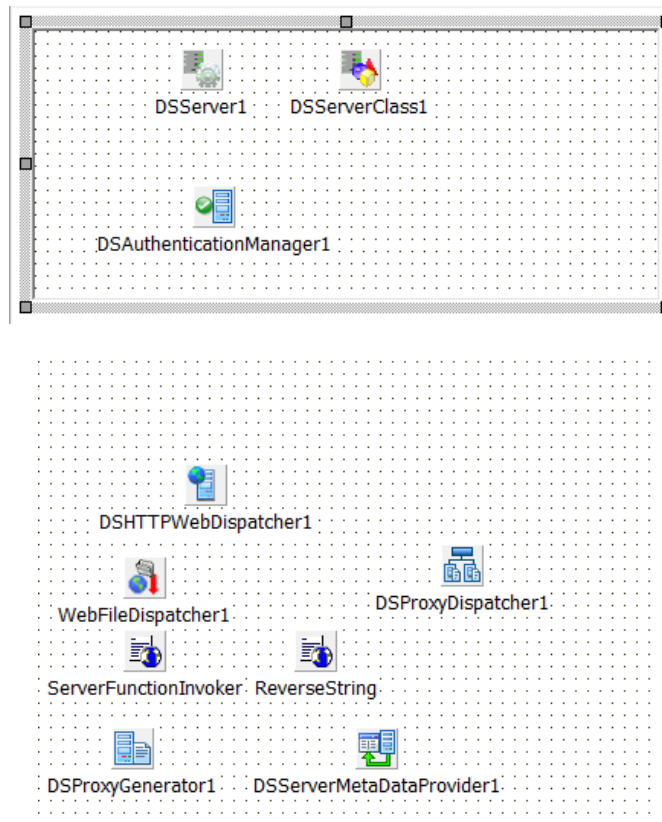 DSServer1 DSServerClass1
DSAuthenticationManager1
DSHTTPWebDispatcher1
DSProxyDispatcher1
WebFileDispatcher1
ServerFunctionInvoker ReverseString
DSProxyGenerator1 DSServerMetaDataProvider1